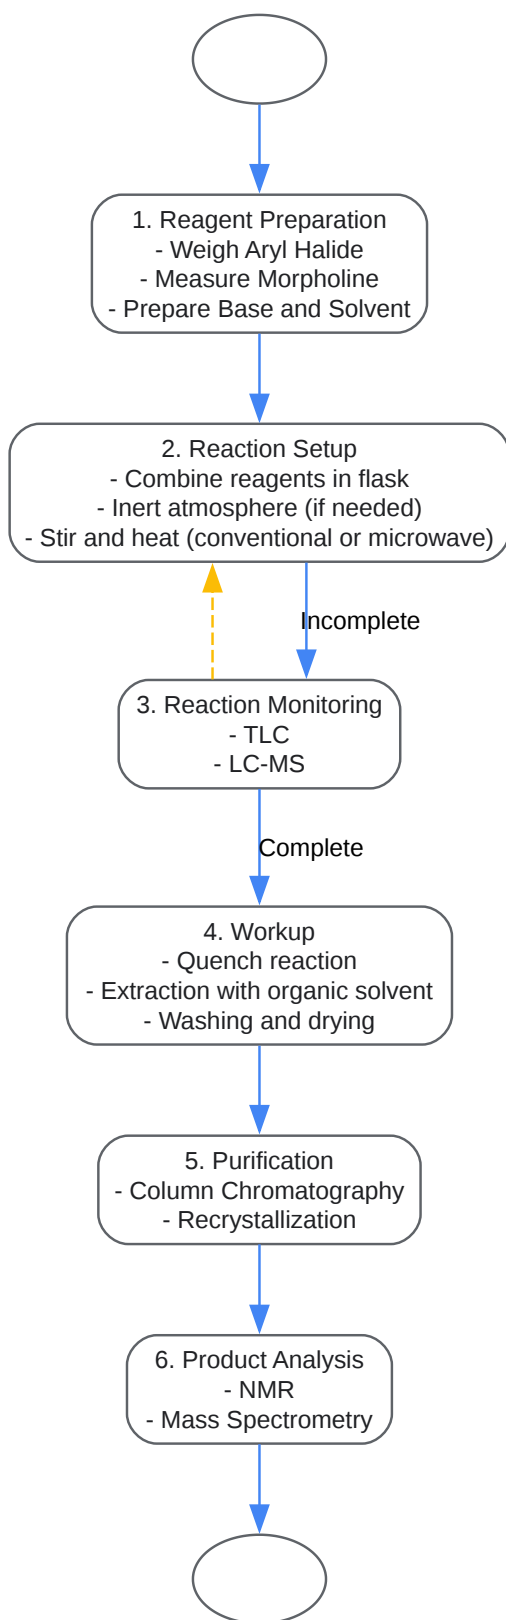 1. Reagent Preparation
- Weigh Aryl Halide
- Measure Morpholine
- Prepare Base and Solvent
2. Reaction Setup
- Combine reagents in flask
- Inert atmosphere (if needed)
- Stir and heat (conventional or microwave)
Incomplete
3. Reaction Monitoring
- TLC
- LC-MS
Complete
4. Workup
- Quench reaction
- Extraction with organic solvent
- Washing and drying
5. Purification
- Column Chromatography
- Recrystallization
6. Product Analysis
- NMR
- Mass Spectrometry